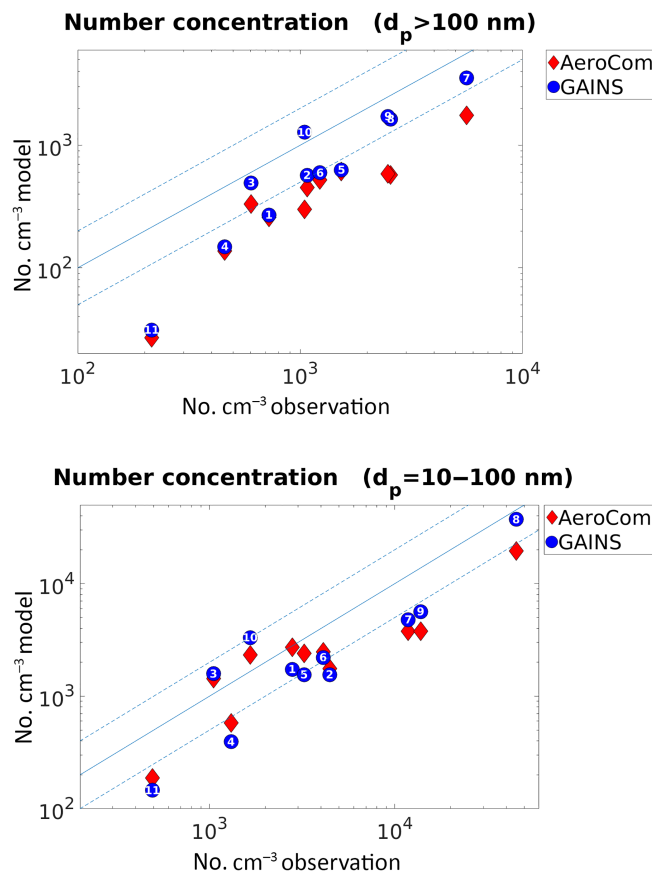 Number concentration (dp>100 nm)
AeroCom
GAINS
7
9
8
10
3
2
6
5
1
4
11
10³
10²
10² 10³ 10⁴
No. cm⁻³ model
No. cm⁻³ observation
Number concentration (dp=10−100 nm)
AeroCom
GAINS
8
9
7
10
6
1
3
5
2
4
11
10⁴
10³
10²
10³ 10⁴
No. cm⁻³ model
No. cm⁻³ observation